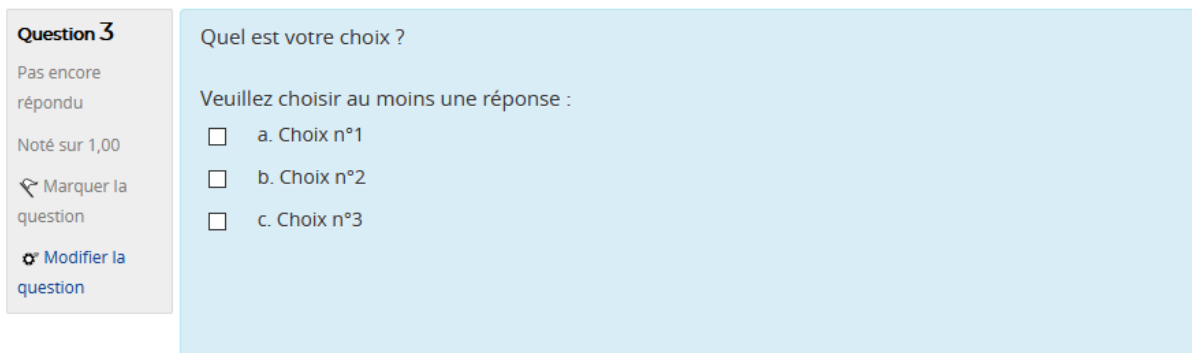 Question 3
Pas encore
répondu
Noté sur 1,00
Marquer la
question
Modifier la
question
Quel est votre choix ?
Veuillez choisir au moins une réponse :
a. Choix n°1
b. Choix n°2
c. Choix n°3